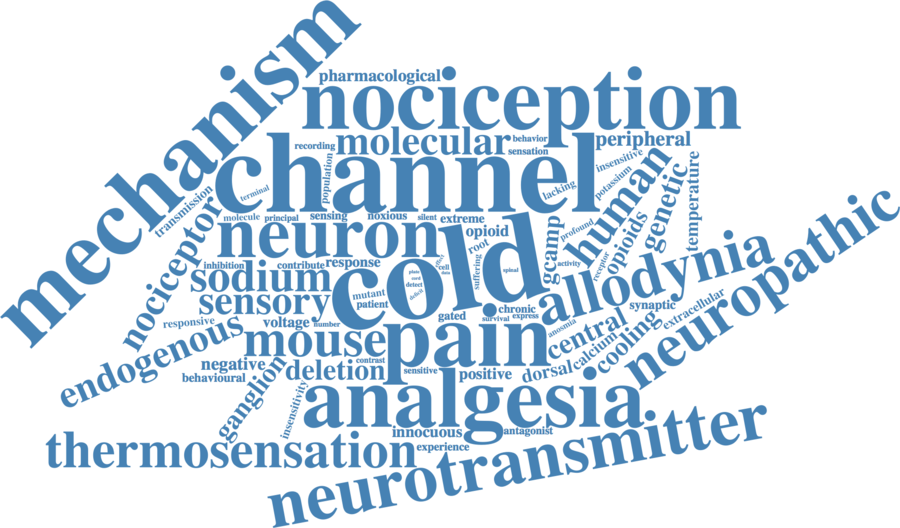 mechanism
pharmacological
nociception
recording
molecular
behavior
sensation
peripheral
channel
population
terminal
transmission
lacking
insensitive
potassium
human
genetic
temperature
nociceptor
molecule
principal
sensing
noxious
silent
extreme
opioid
neuron
cold
root
suffering
gcamp
profound
activity
receptor
opioids
allodynia
neuropathic
inhibition
contribute
response
sodium
sensory
mutant
patient
effect
cell
data
plate
cord
detect
deficit
spinal
gated
chronic
survival
express
synaptic
extracellular
responsive
endogenous
voltage
number
mouse
pain
anosmia
central
calcium
cooling
dorsal
negative
behavioural
deletion
contrast
sensitive
positive
ganglion
insensitivity
analgesia
innocuous
antagonist
experience
thermosensation
neurotransmitter